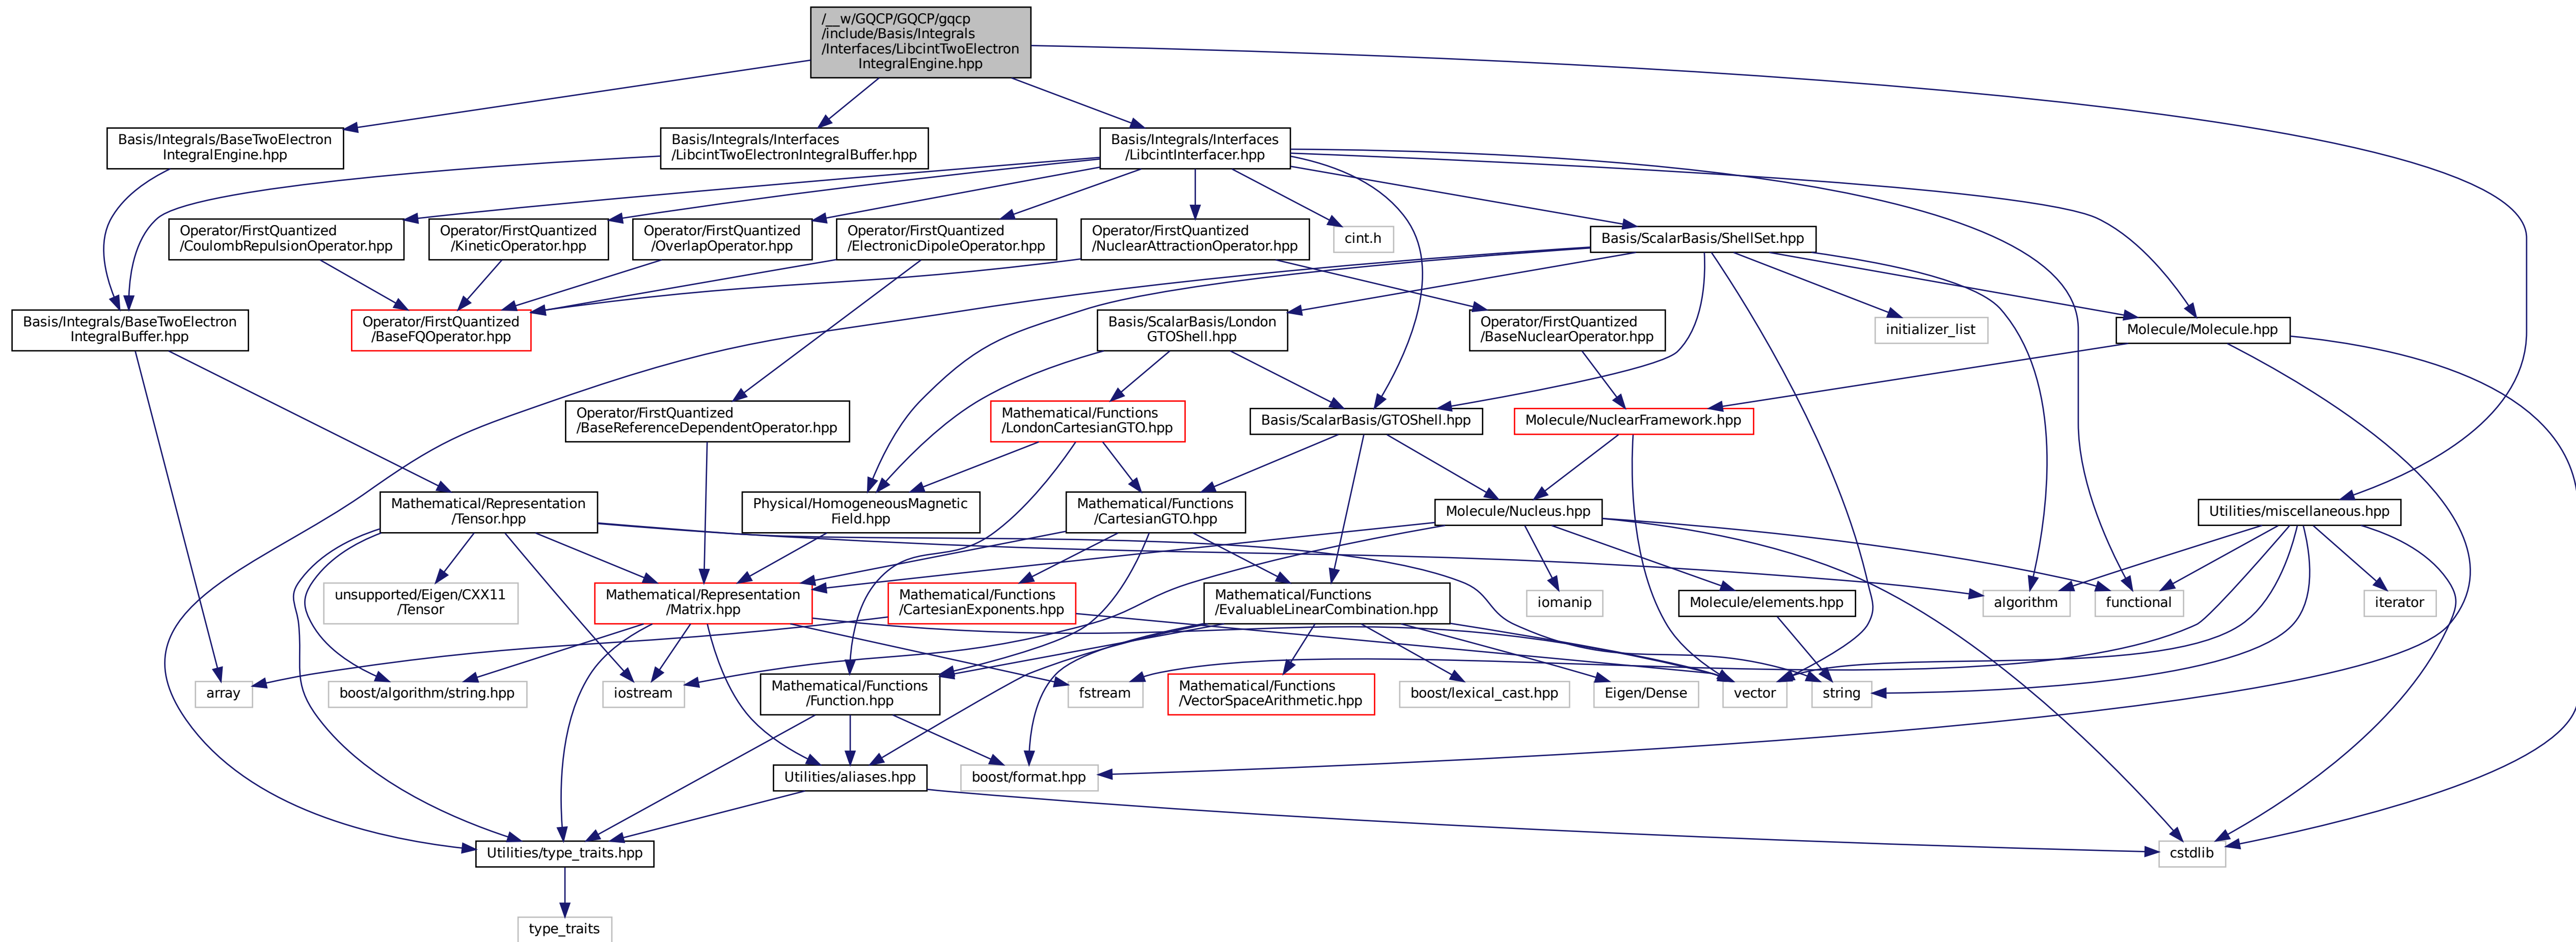 /__w/GQCP/GQCP/gqcp
/include/Basis/Integrals
/Interfaces/LibcintTwoElectron
IntegralEngine.hpp
Basis/Integrals/BaseTwoElectron
IntegralEngine.hpp
Basis/Integrals/Interfaces
/LibcintTwoElectronIntegralBuffer.hpp
Basis/Integrals/Interfaces
/LibcintInterfacer.hpp
Operator/FirstQuantized
/CoulombRepulsionOperator.hpp
Operator/FirstQuantized
/KineticOperator.hpp
Operator/FirstQuantized
/OverlapOperator.hpp
Operator/FirstQuantized
/ElectronicDipoleOperator.hpp
Operator/FirstQuantized
/NuclearAttractionOperator.hpp
cint.h
Basis/ScalarBasis/ShellSet.hpp
Basis/Integrals/BaseTwoElectron
IntegralBuffer.hpp
Operator/FirstQuantized
/BaseFQOperator.hpp
Basis/ScalarBasis/London
GTOShell.hpp
Operator/FirstQuantized
/BaseNuclearOperator.hpp
initializer_list
Molecule/Molecule.hpp
Operator/FirstQuantized
/BaseReferenceDependentOperator.hpp
Mathematical/Functions
/LondonCartesianGTO.hpp
Basis/ScalarBasis/GTOShell.hpp
Molecule/NuclearFramework.hpp
Mathematical/Representation
/Tensor.hpp
Physical/HomogeneousMagnetic
Field.hpp
Mathematical/Functions
/CartesianGTO.hpp
Molecule/Nucleus.hpp
Utilities/miscellaneous.hpp
unsupported/Eigen/CXX11
/Tensor
Mathematical/Representation
/Matrix.hpp
Mathematical/Functions
/CartesianExponents.hpp
Mathematical/Functions
/EvaluableLinearCombination.hpp
iomanip
Molecule/elements.hpp
algorithm
functional
iterator
array
boost/algorithm/string.hpp
iostream
Mathematical/Functions
/Function.hpp
fstream
Mathematical/Functions
/VectorSpaceArithmetic.hpp
boost/lexical_cast.hpp
Eigen/Dense
vector
string
Utilities/aliases.hpp
boost/format.hpp
Utilities/type_traits.hpp
cstdlib
type_traits